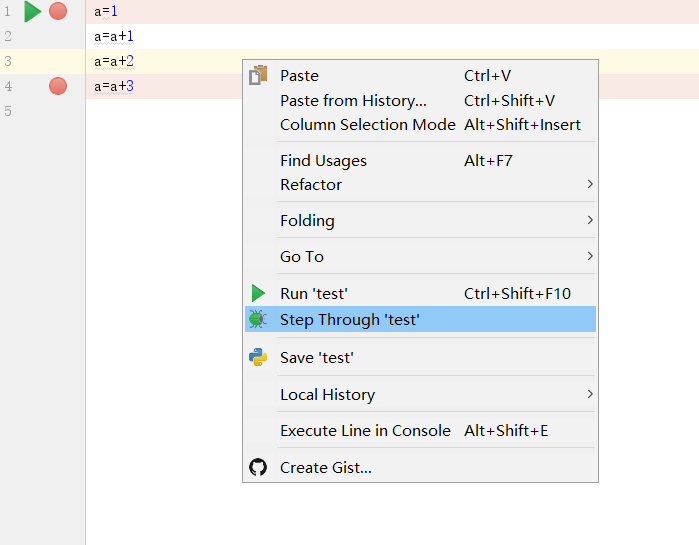 1 a=1
2 a=a+1
3 a=a+2
4 a=a+3
5
Paste Ctrl+V
Paste from History... Ctrl+Shift+V
Column Selection Mode Alt+Shift+Insert
Find Usages Alt+F7
Refactor
Folding
Go To
Run 'test' Ctrl+Shift+F10
Step Through 'test'
Save 'test'
Local History
Execute Line in Console Alt+Shift+E
Create Gist...